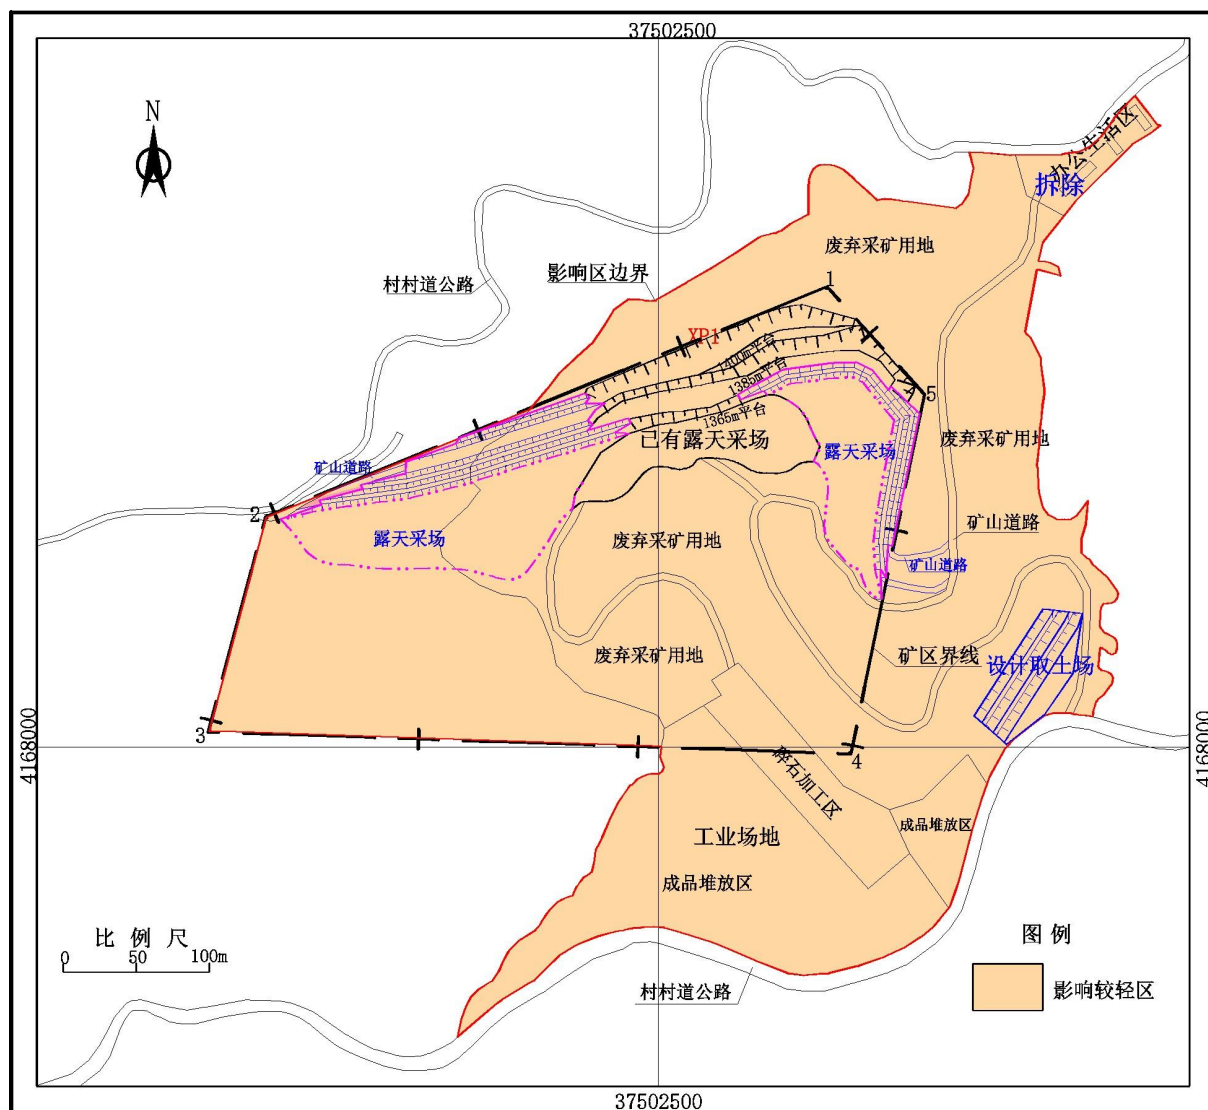 37502500
N
办公生活区
拆除
废弃采矿用地
影响区边界
村村道公路
1
XP1
1400m平台
1385m平台
1365m平台
5
已有露天采场
露天采场
废弃采矿用地
矿山道路
2
露天采场
废弃采矿用地
矿山道路
矿山道路
废弃采矿用地
矿区界线
设计取土场
3
4
4168000
4168000
碎石加工区
工业场地
成品堆放区
成品堆放区
比例尺
0 50 100m
村村道公路
图例
影响较轻区
37502500